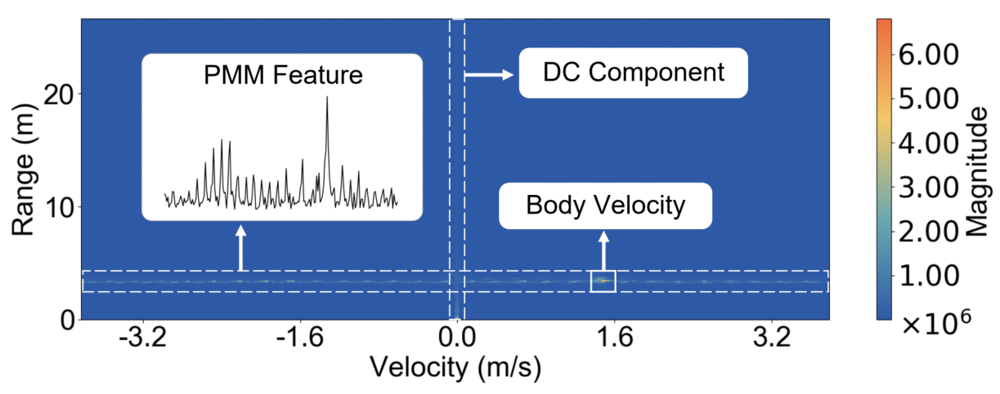 PMM Feature
DC Component
Body Velocity
Range (m)
20
10
0
-3.2
-1.6
0.0
1.6
3.2
Velocity (m/s)
6.00
5.00
4.00
3.00
2.00
1.00
×10⁶
Magnitude